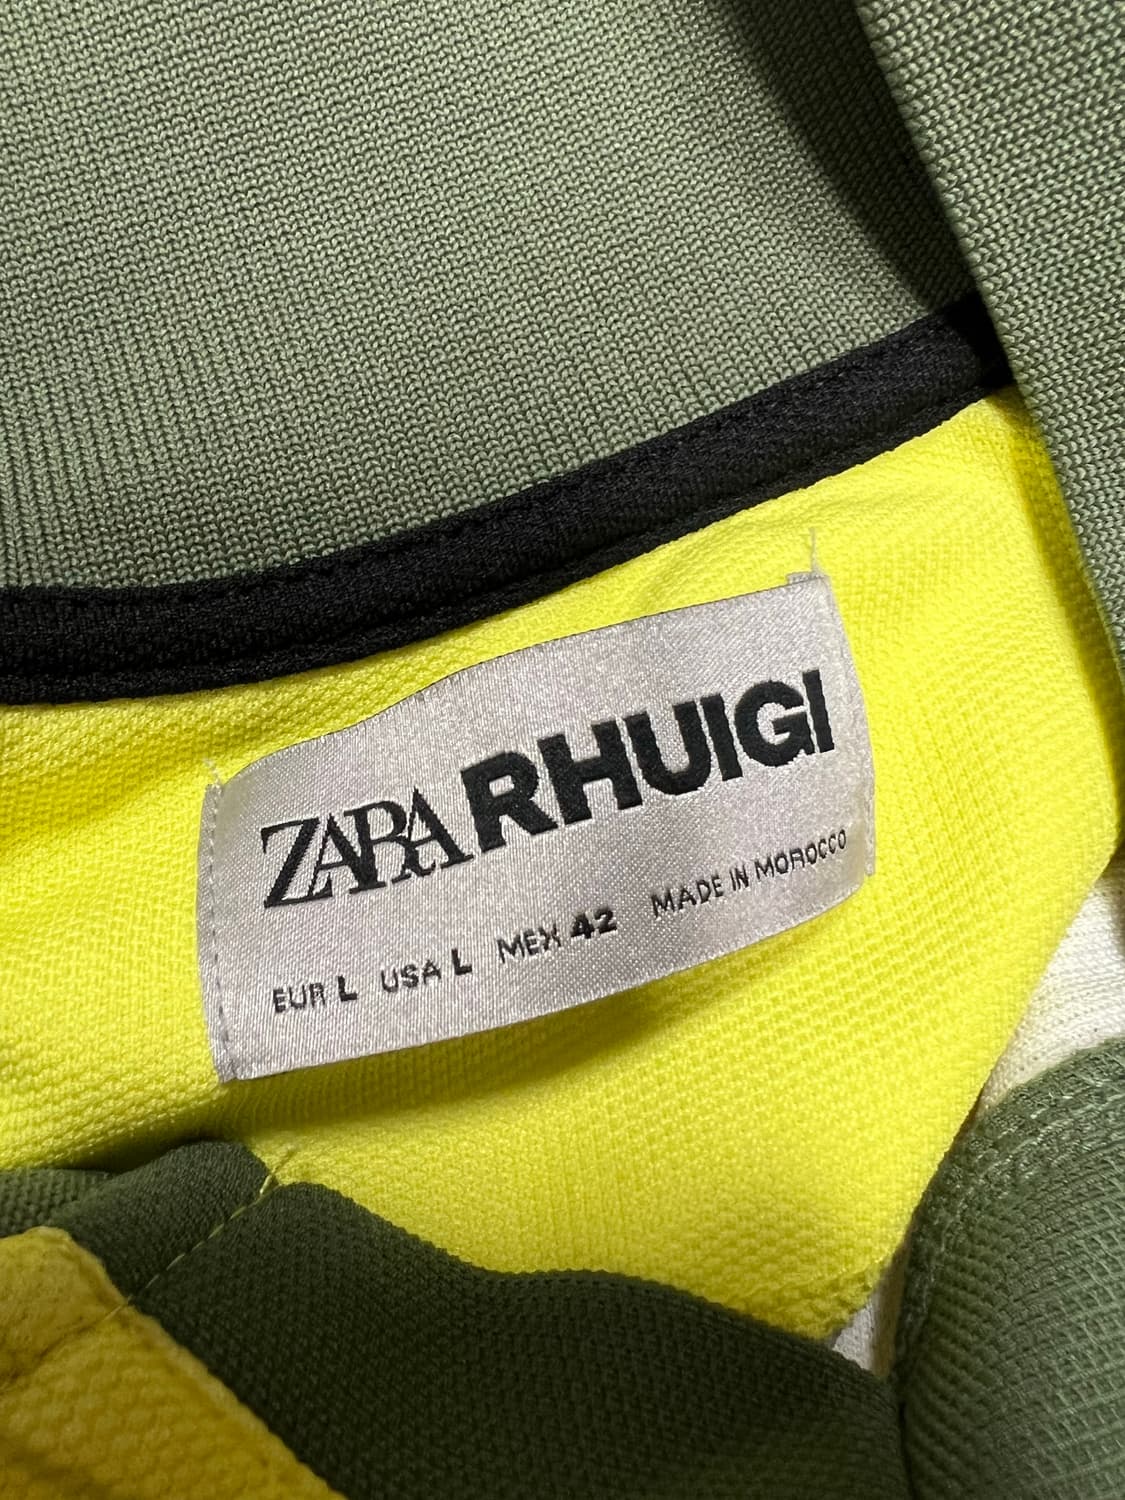 ZARA RHUIGI
EUR L USA L MEX 42 MADE IN MOROCCO